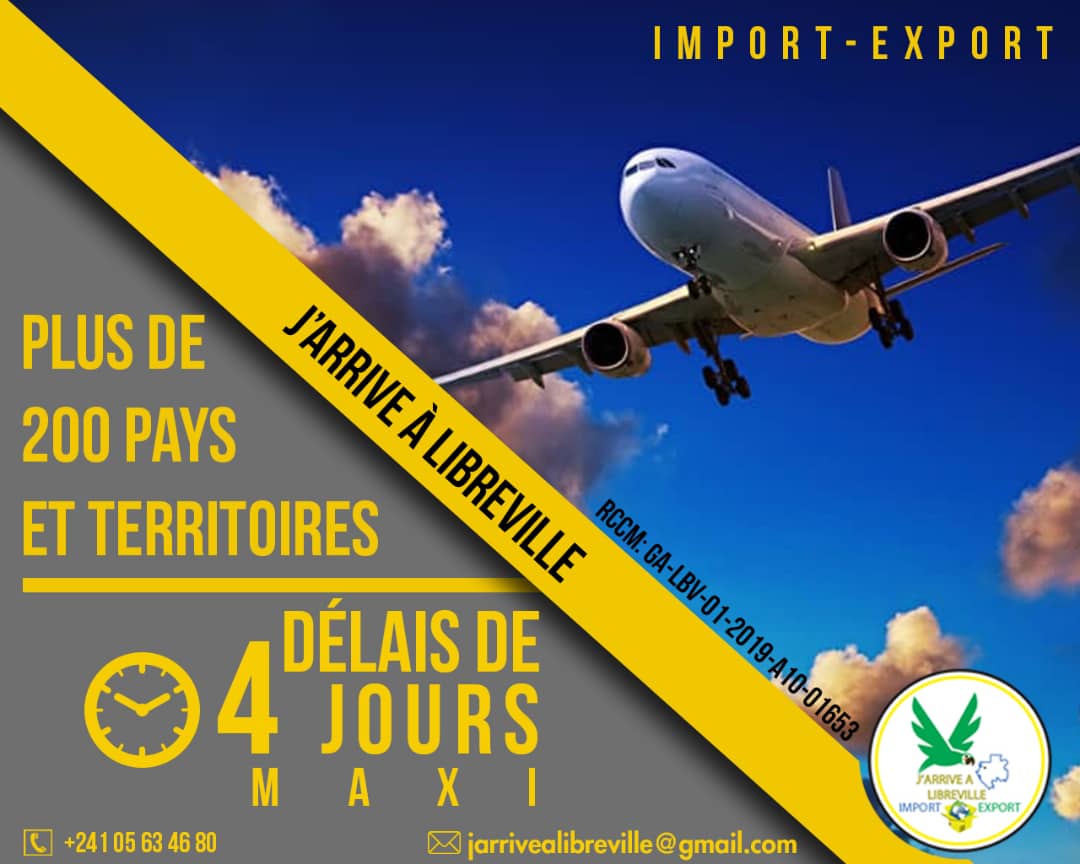 IMPORT-EXPORT
J'ARRIVE À LIBREVILLE
RCCM: GA-LBV-01-2019-A10-01653
PLUS DE
200 PAYS
ET TERRITOIRES
DÉLAIS DE
4 JOURS
MAXI
J'ARRIVE A
LIBREVILLE
IMPORT EXPORT
+241 05 63 46 80
jarrivealibreville@gmail.com